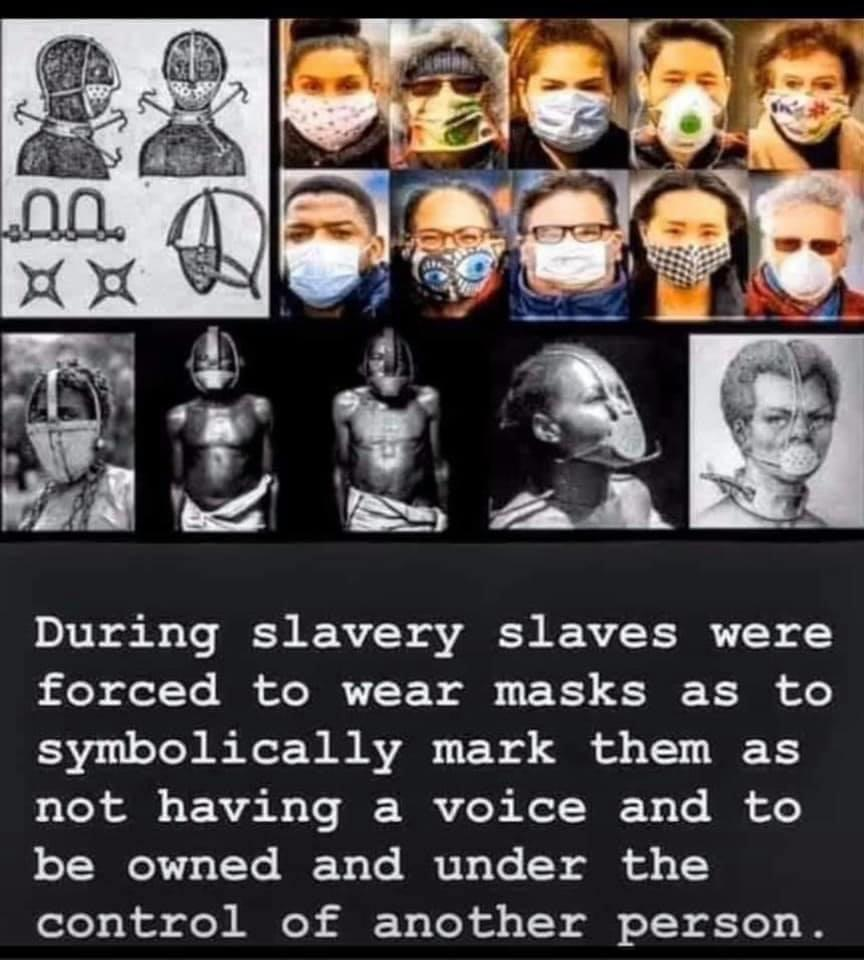 During slavery slaves were
forced to wear masks as to
symbolically mark them as
not having a voice and to
be owned and under the
control of another person.